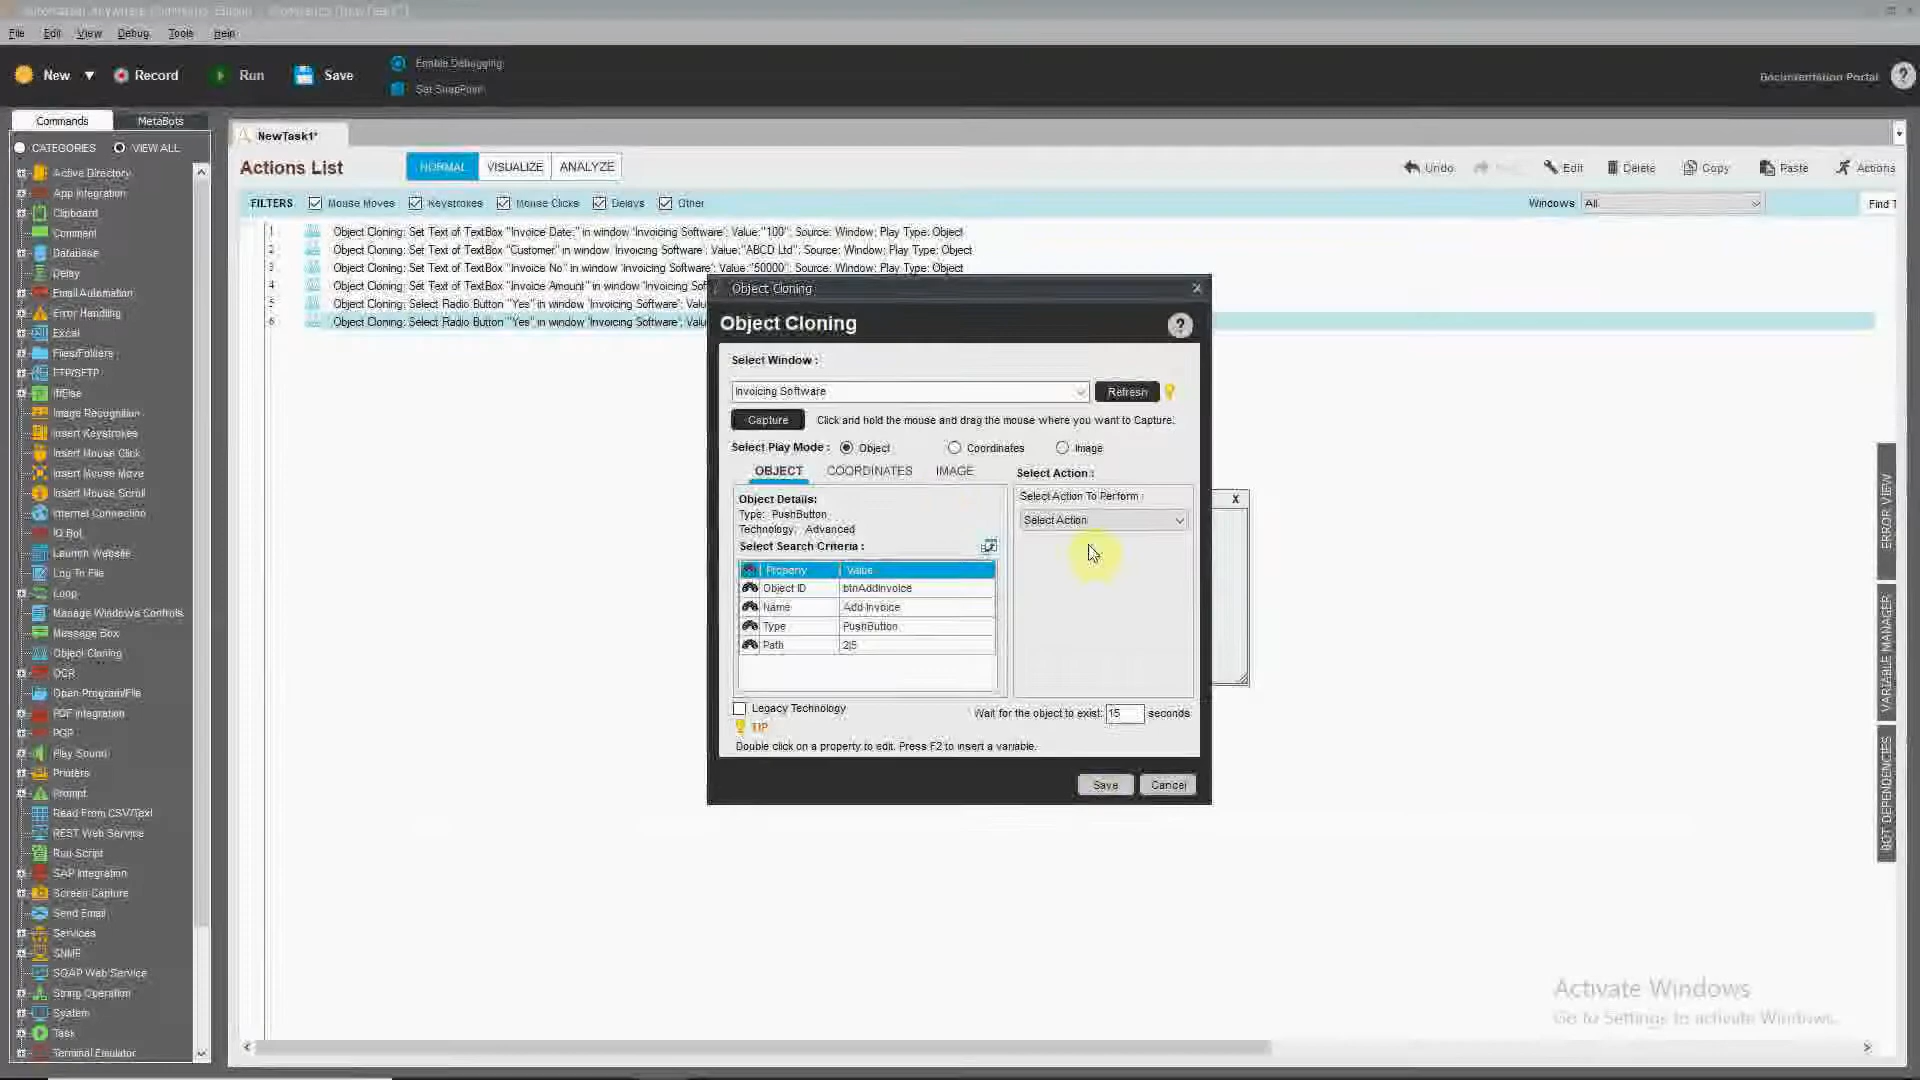 File Edit View Debug Tools Help
New Record Run Save
Enable Debugging
Set SnapPoint
Documentation Portal
Commands MetaBots
CATEGORIES VIEW ALL
Active Directory
App Integration
Clipboard
Comment
Database
Delay
Email Automation
Error Handling
Excel
Files/Folders
FTP/SFTP
If/Else
Image Recognition
Insert Keystrokes
Insert Mouse Click
Insert Mouse Move
Insert Mouse Scroll
Internet Connection
IQ Bot
Launch Website
Log To File
Loop
Manage Windows Controls
Message Box
Object Cloning
OCR
Open Program/File
PDF Integration
PGP
Play Sound
Printers
Prompt
Read From CSV/Text
REST Web Service
Run Script
SAP Integration
Screen Capture
Send Email
Services
SNMP
SOAP Web Service
String Operation
System
Task
Terminal Emulator
NewTask1*
Actions List NORMAL VISUALIZE ANALYZE
Undo Edit Delete Copy Paste Actions
FILTERS Mouse Moves Keystrokes Mouse Clicks Delays Other
Windows All Find T
1 Object Cloning: Set Text of TextBox "Invoice Date:" in window 'Invoicing Software'; Value:"100"; Source: Window; Play Type: Object
2 Object Cloning: Set Text of TextBox "Customer" in window 'Invoicing Software'; Value:"ABCD Ltd"; Source: Window; Play Type: Object
3 Object Cloning: Set Text of TextBox "Invoice No" in window 'Invoicing Software'; Value:"50000"; Source: Window; Play Type: Object
4 Object Cloning: Set Text of TextBox "Invoice Amount" in window 'Invoicing Sof
5 Object Cloning: Select Radio Button "Yes" in window 'Invoicing Software'; Valu
6 Object Cloning: Select Radio Button "Yes" in window 'Invoicing Software'; Valu
Object Cloning
Object Cloning
Select Window :
Invoicing Software Refresh
Capture Click and hold the mouse and drag the mouse where you want to Capture.
Select Play Mode : Object Coordinates Image
OBJECT COORDINATES IMAGE
Select Action :
Object Details:
Type: PushButton
Technology: Advanced
Select Search Criteria :
Select Action To Perform :
Select Action
Property Value
Object ID btnAddInvoice
Name Add Invoice
Type PushButton
Path 2|5
Legacy Technology
Wait for the object to exist: 15 seconds
TIP
Double click on a property to edit. Press F2 to insert a variable.
Save Cancel
X
ERROR VIEW
VARIABLE MANAGER
BOT DEPENDENCIES
Activate Windows
Go to Settings to activate Windows.